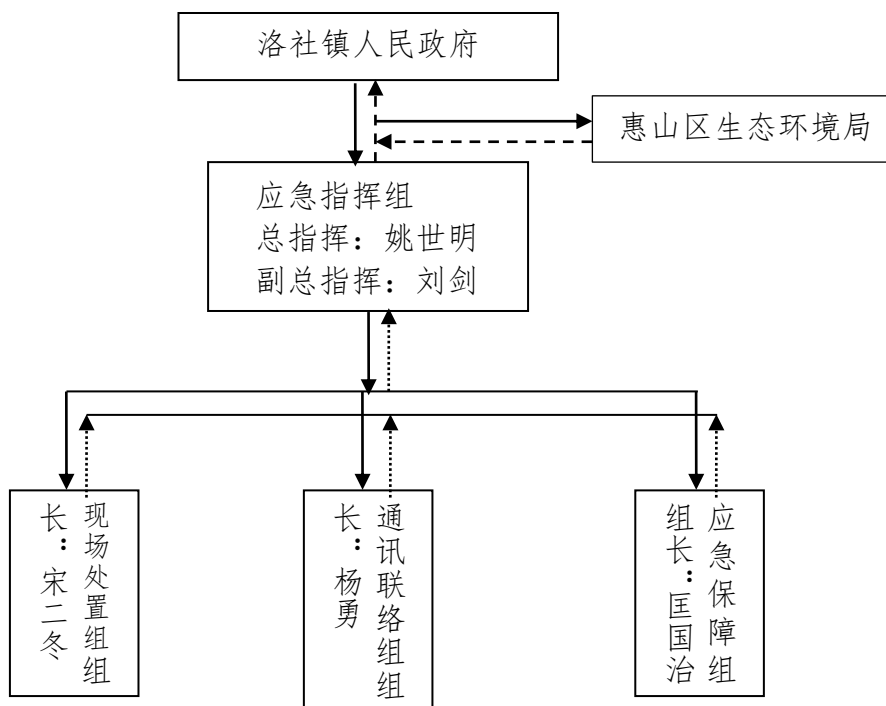 洛社镇人民政府
惠山区生态环境局
应急指挥组
总指挥：姚世明
副总指挥：刘剑
现场处置组组
长：宋二冬
通讯联络组组
长：杨勇
应急保障组
组长：匡国治